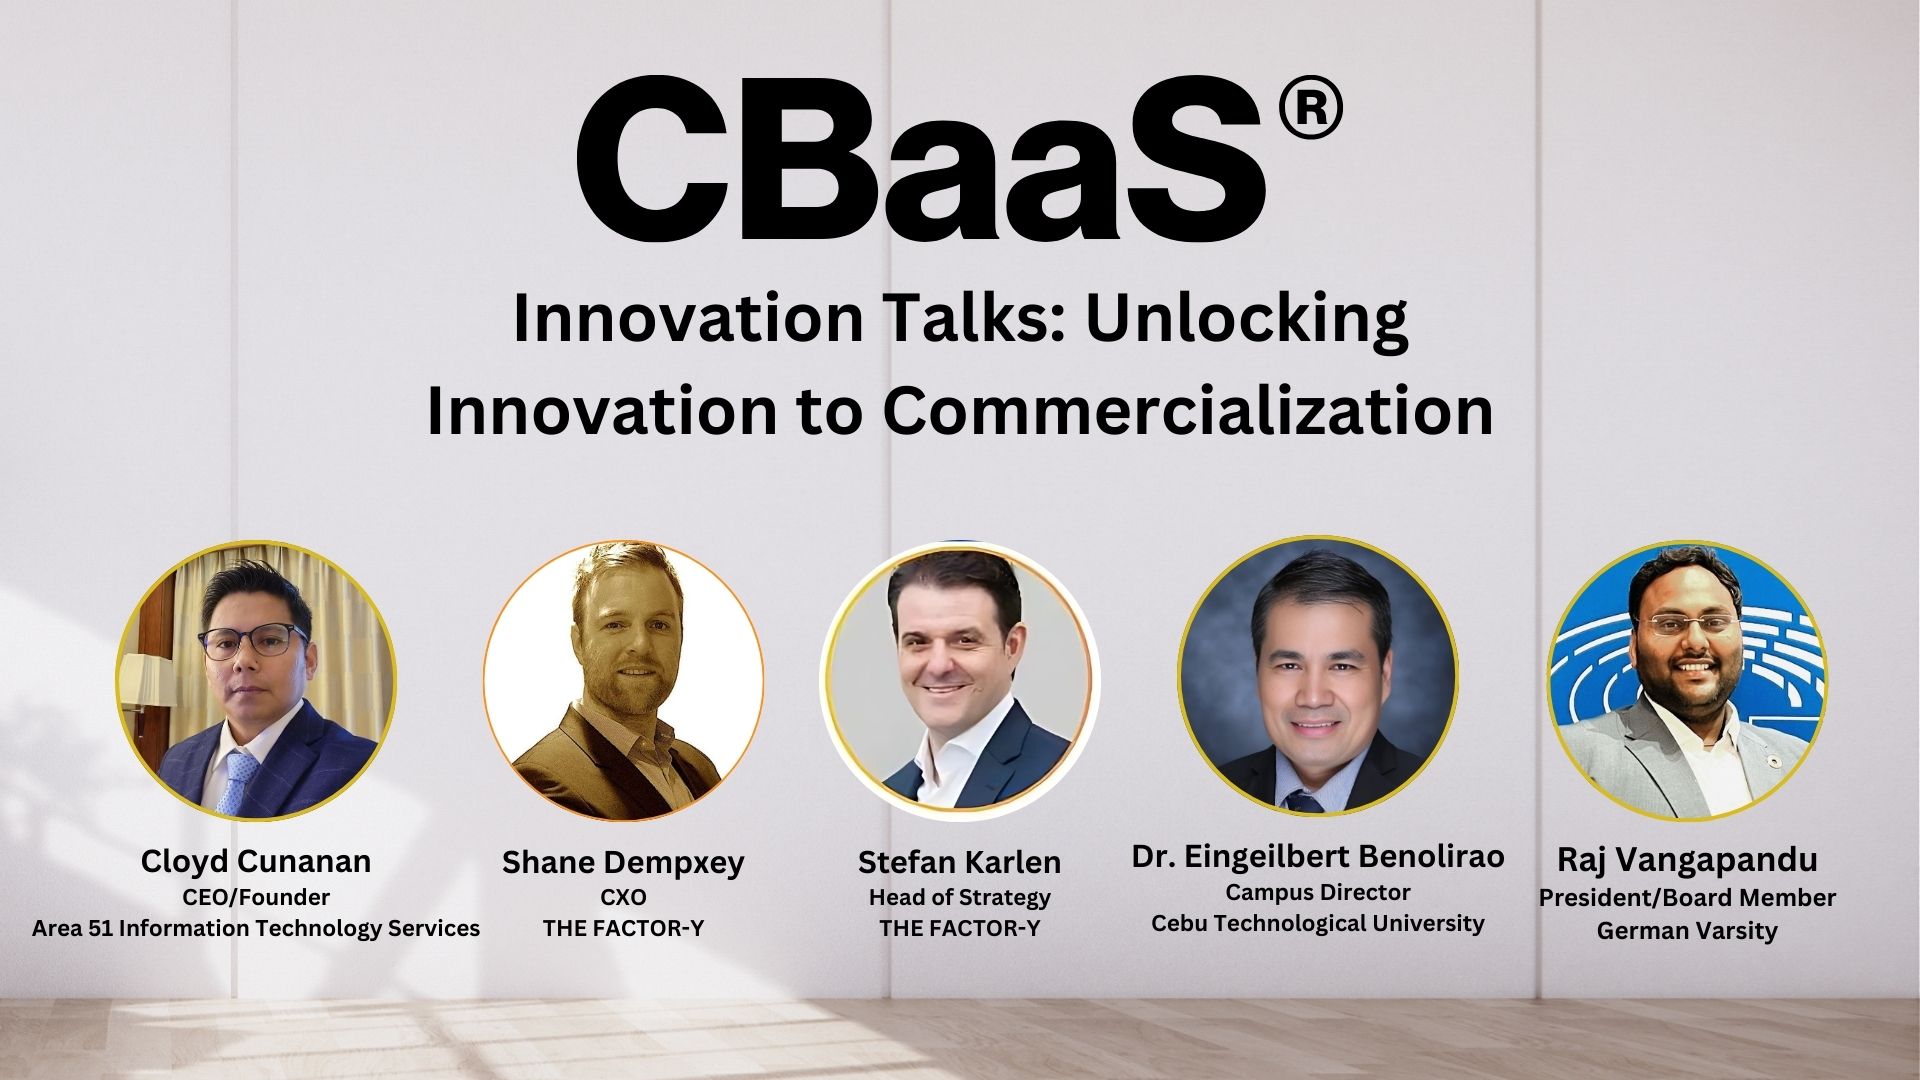 CBaaS®
Innovation Talks: Unlocking
Innovation to Commercialization
Cloyd Cunanan
CEO/Founder
Area 51 Information Technology Services
Shane Dempxey
CXO
THE FACTOR-Y
Stefan Karlen
Head of Strategy
THE FACTOR-Y
Dr. Eingeilbert Benolirao
Campus Director
Cebu Technological University
Raj Vangapandu
President/Board Member
German Varsity